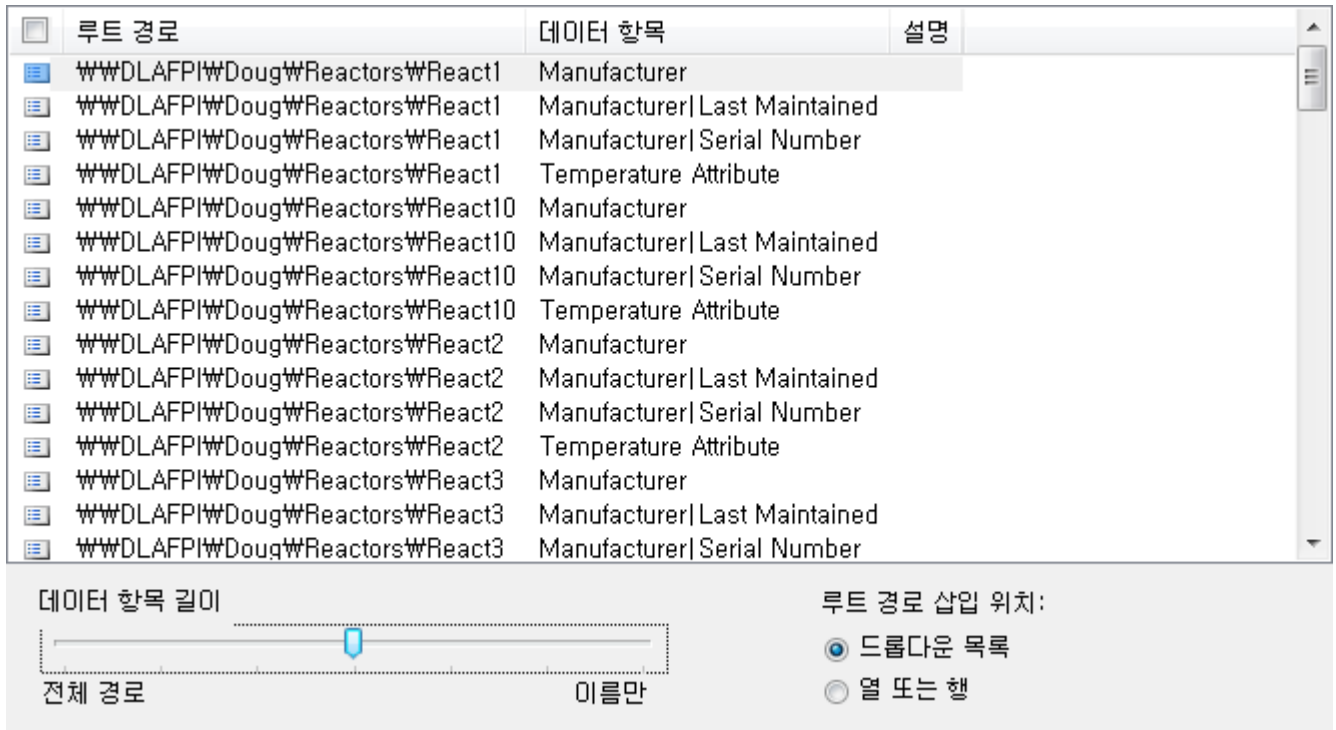 루트 경로 데이터 항목 설명
₩₩DLAFPI₩Doug₩Reactors₩React1 Manufacturer
₩₩DLAFPI₩Doug₩Reactors₩React1 Manufacturer|Last Maintained
₩₩DLAFPI₩Doug₩Reactors₩React1 Manufacturer|Serial Number
₩₩DLAFPI₩Doug₩Reactors₩React1 Temperature Attribute
₩₩DLAFPI₩Doug₩Reactors₩React10 Manufacturer
₩₩DLAFPI₩Doug₩Reactors₩React10 Manufacturer|Last Maintained
₩₩DLAFPI₩Doug₩Reactors₩React10 Manufacturer|Serial Number
₩₩DLAFPI₩Doug₩Reactors₩React10 Temperature Attribute
₩₩DLAFPI₩Doug₩Reactors₩React2 Manufacturer
₩₩DLAFPI₩Doug₩Reactors₩React2 Manufacturer|Last Maintained
₩₩DLAFPI₩Doug₩Reactors₩React2 Manufacturer|Serial Number
₩₩DLAFPI₩Doug₩Reactors₩React2 Temperature Attribute
₩₩DLAFPI₩Doug₩Reactors₩React3 Manufacturer
₩₩DLAFPI₩Doug₩Reactors₩React3 Manufacturer|Last Maintained
₩₩DLAFPI₩Doug₩Reactors₩React3 Manufacturer|Serial Number
데이터 항목 길이
전체 경로 이름만
루트 경로 삽입 위치:
드롭다운 목록
열 또는 행